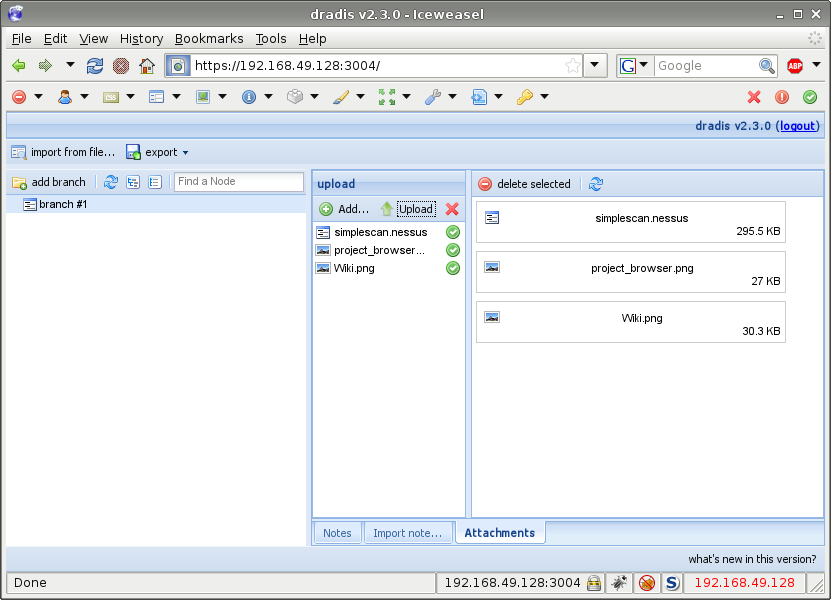 dradis v2.3.0 - Iceweasel
File Edit View History Bookmarks Tools Help
https://192.168.49.128:3004/ G Google ABP
dradis v2.3.0 (logout)
import from file... export
add branch Find a Node
branch #1
upload
Add... Upload
simplescan.nessus
project_browser...
Wiki.png
delete selected
simplescan.nessus
295.5 KB
project_browser.png
27 KB
Wiki.png
30.3 KB
Notes Import note... Attachments
what's new in this version?
Done 192.168.49.128:3004 S 192.168.49.128